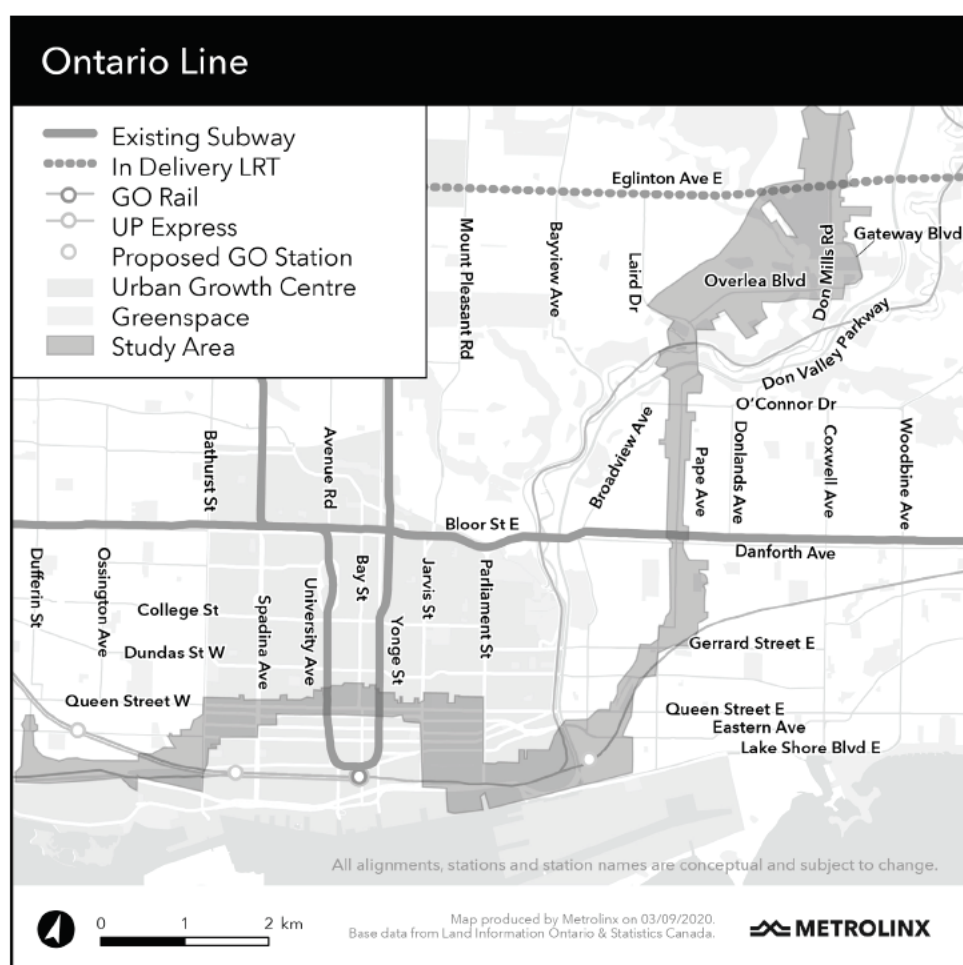 Ontario Line
Existing Subway
In Delivery LRT
GO Rail
UP Express
Proposed GO Station
Urban Growth Centre
Greenspace
Study Area
Eglinton Ave E
Mount Pleasant Rd
Bayview Ave
Laird Dr
Overlea Blvd
Don Mills Rd
Gateway Blvd
Don Valley Parkway
O'Connor Dr
Bathurst St
Avenue Rd
Broadview Ave
Pape Ave
Donlands Ave
Coxwell Ave
Woodbine Ave
Bloor St E
Danforth Ave
Dufferin St
Ossington Ave
College St
Dundas St W
Queen Street W
Spadina Ave
University Ave
Bay St
Yonge St
Jarvis St
Parliament St
Gerrard Street E
Queen Street E
Eastern Ave
Lake Shore Blvd E
All alignments, stations and station names are conceptual and subject to change.
0 1 2 km
Map produced by Metrolinx on 03/09/2020.
Base data from Land Information Ontario & Statistics Canada.
METROLINX